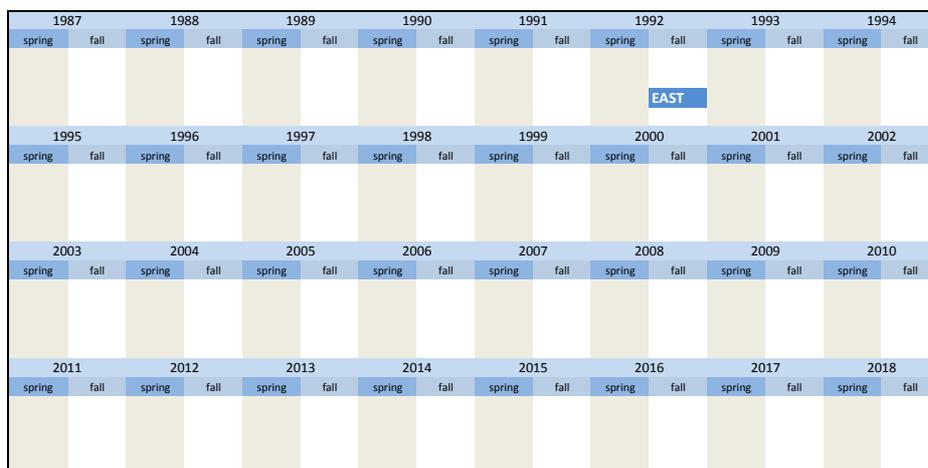 1987 1988 1989 1990 1991 1992 1993 1994
spring fall spring fall spring fall spring fall spring fall spring fall spring fall spring fall
EAST
1995 1996 1997 1998 1999 2000 2001 2002
spring fall spring fall spring fall spring fall spring fall spring fall spring fall spring fall
2003 2004 2005 2006 2007 2008 2009 2010
spring fall spring fall spring fall spring fall spring fall spring fall spring fall spring fall
2011 2012 2013 2014 2015 2016 2017 2018
spring fall spring fall spring fall spring fall spring fall spring fall spring fall spring fall